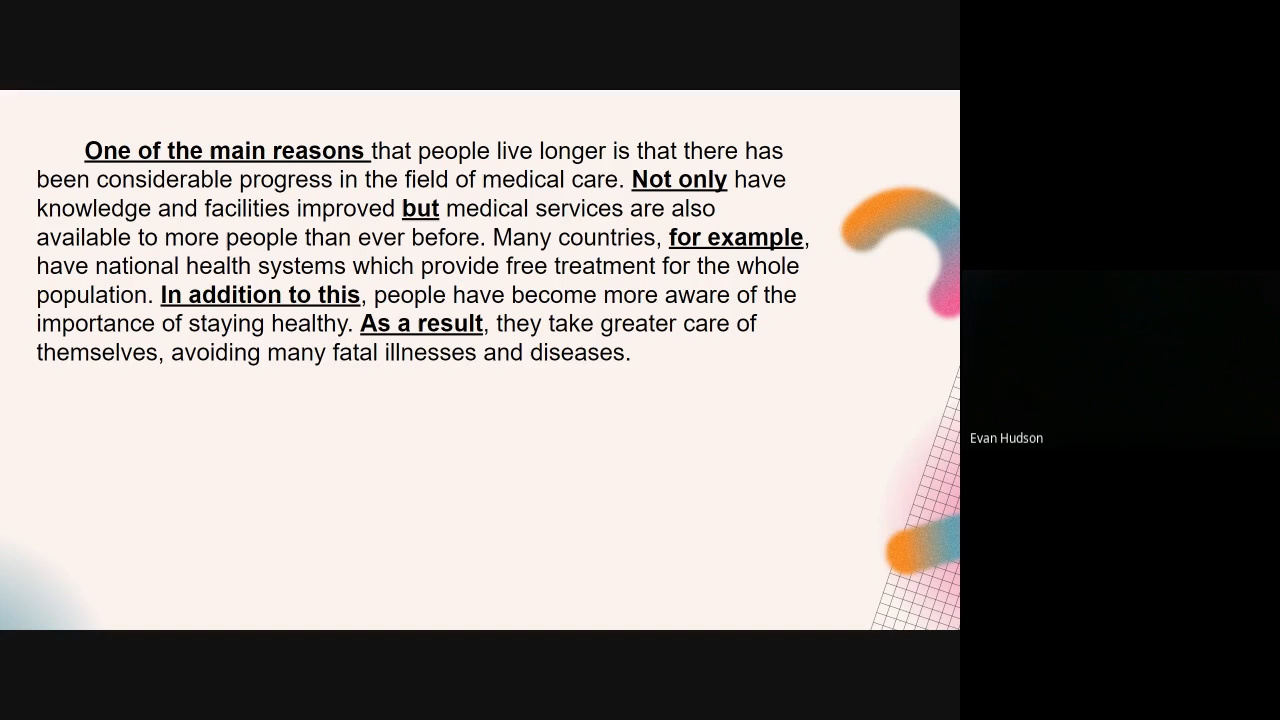 One of the main reasons that people live longer is that there has
been considerable progress in the field of medical care. Not only have
knowledge and facilities improved but medical services are also
available to more people than ever before. Many countries, for example,
have national health systems which provide free treatment for the whole
population. In addition to this, people have become more aware of the
importance of staying healthy. As a result, they take greater care of
themselves, avoiding many fatal illnesses and diseases.
Evan Hudson